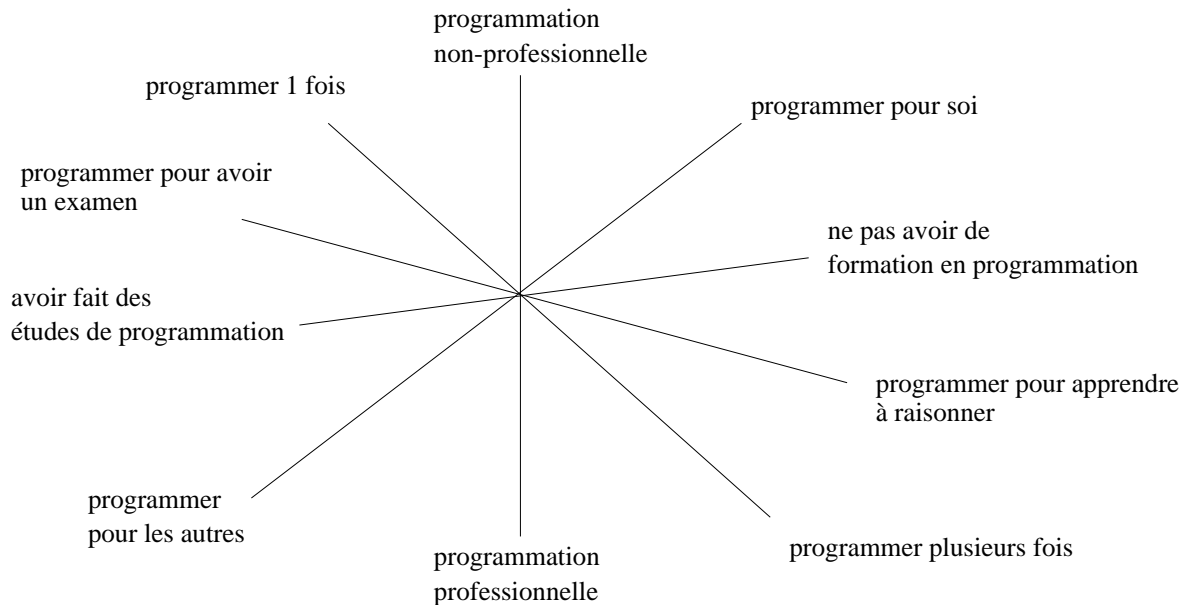 programmation
non-professionnelle
programmer 1 fois
programmer pour soi
programmer pour avoir
un examen
ne pas avoir de
formation en programmation
avoir fait des
études de programmation
programmer pour apprendre
à raisonner
programmer
pour les autres
programmer plusieurs fois
programmation
professionnelle